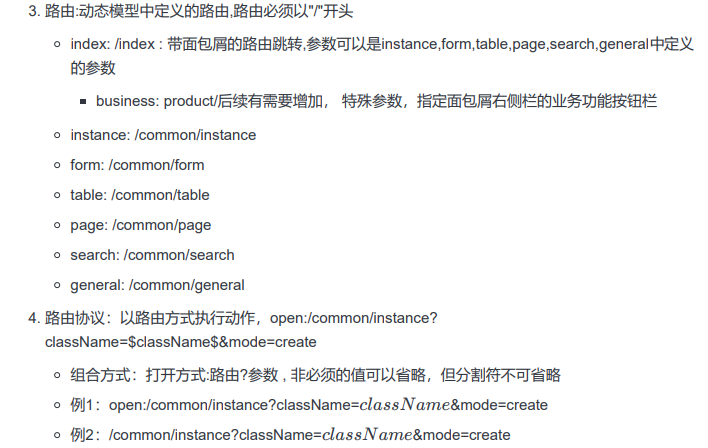 3. 路由:动态模型中定义的路由,路由必须以"/"开头
index: /index : 带面包屑的路由跳转,参数可以是instance,form,table,page,search,general中定义
的参数
business: product/后续有需要增加， 特殊参数，指定面包屑右侧栏的业务功能按钮栏
instance: /common/instance
form: /common/form
table: /common/table
page: /common/page
search: /common/search
general: /common/general
4. 路由协议：以路由方式执行动作，open:/common/instance?
className=$className$&mode=create
组合方式：打开方式:路由?参数 , 非必须的值可以省略，但分割符不可省略
例1：open:/common/instance?className=className&mode=create
例2：/common/instance?className=className&mode=create